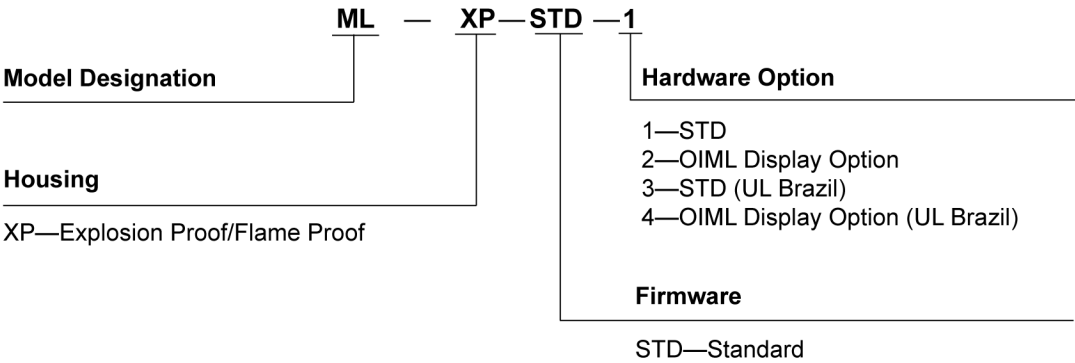 ML — XP—STD—1
Model Designation
Hardware Option
1—STD
2—OIML Display Option
3—STD (UL Brazil)
4—OIML Display Option (UL Brazil)
Housing
XP—Explosion Proof/Flame Proof
Firmware
STD—Standard